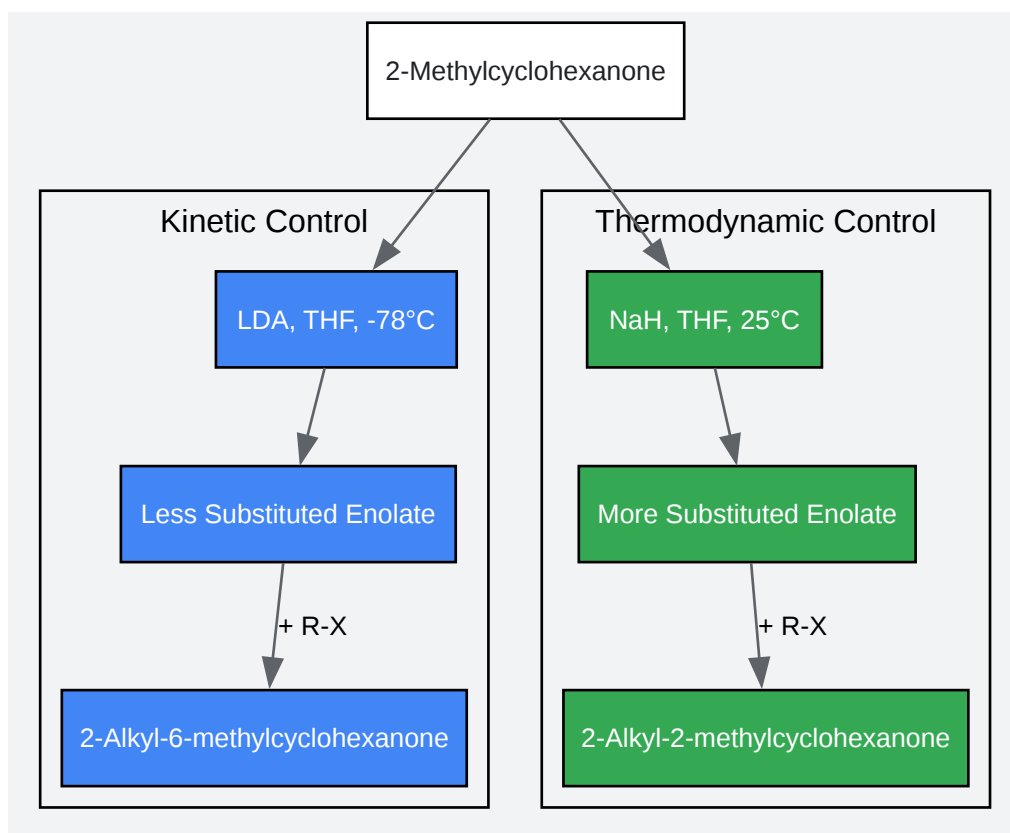 2-Methylcyclohexanone
Kinetic Control
Thermodynamic Control
LDA, THF, -78°C
NaH, THF, 25°C
Less Substituted Enolate
More Substituted Enolate
+ R-X
+ R-X
2-Alkyl-6-methylcyclohexanone
2-Alkyl-2-methylcyclohexanone